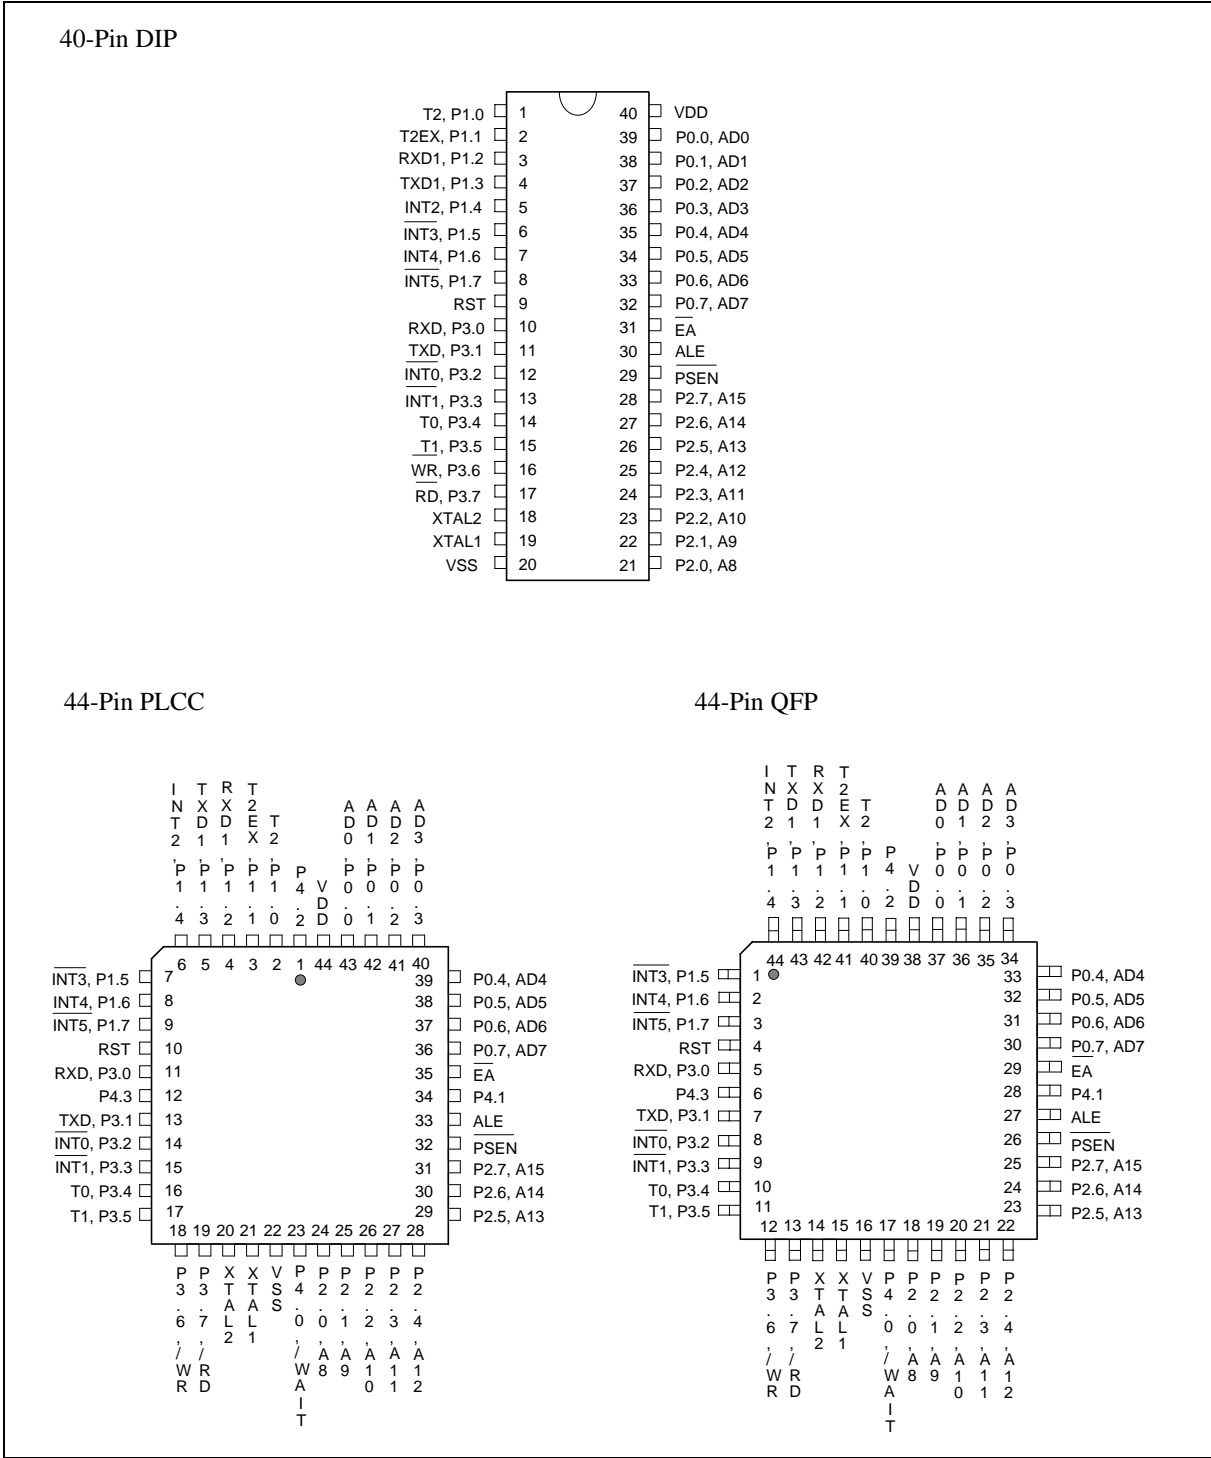 40-Pin DIP
T2, P1.0 1 40 VDD
T2EX, P1.1 2 39 P0.0, AD0
RXD1, P1.2 3 38 P0.1, AD1
TXD1, P1.3 4 37 P0.2, AD2
INT2, P1.4 5 36 P0.3, AD3
INT3, P1.5 6 35 P0.4, AD4
INT4, P1.6 7 34 P0.5, AD5
INT5, P1.7 8 33 P0.6, AD6
RST 9 32 P0.7, AD7
RXD, P3.0 10 31 EA
TXD, P3.1 11 30 ALE
INT0, P3.2 12 29 PSEN
INT1, P3.3 13 28 P2.7, A15
T0, P3.4 14 27 P2.6, A14
T1, P3.5 15 26 P2.5, A13
WR, P3.6 16 25 P2.4, A12
RD, P3.7 17 24 P2.3, A11
XTAL2 18 23 P2.2, A10
XTAL1 19 22 P2.1, A9
VSS 20 21 P2.0, A8
44-Pin PLCC
INT2,P1.4
TXD1,P1.3
RXD1,P1.2
T2EX,P1.1
T2,P1.0
P4.2
VDD
AD0,P0.0
AD1,P0.1
AD2,P0.2
AD3,P0.3
6 5 4 3 2 1 44 43 42 41 40
INT3, P1.5 7 39 P0.4, AD4
INT4, P1.6 8 38 P0.5, AD5
INT5, P1.7 9 37 P0.6, AD6
RST 10 36 P0.7, AD7
RXD, P3.0 11 35 EA
P4.3 12 34 P4.1
TXD, P3.1 13 33 ALE
INT0, P3.2 14 32 PSEN
INT1, P3.3 15 31 P2.7, A15
T0, P3.4 16 30 P2.6, A14
T1, P3.5 17 29 P2.5, A13
18 19 20 21 22 23 24 25 26 27 28
P3.6,/WR
P3.7,/RD
XTAL2
XTAL1
VSS
P4.0,/WAIT
P2.0,A8
P2.1,A9
P2.2,A10
P2.3,A11
P2.4,A12
44-Pin QFP
INT2,P1.4
TXD1,P1.3
RXD1,P1.2
T2EX,P1.1
T2,P1.0
P4.2
VDD
AD0,P0.0
AD1,P0.1
AD2,P0.2
AD3,P0.3
44 43 42 41 40 39 38 37 36 35 34
INT3, P1.5 1 33 P0.4, AD4
INT4, P1.6 2 32 P0.5, AD5
INT5, P1.7 3 31 P0.6, AD6
RST 4 30 P0.7, AD7
RXD, P3.0 5 29 EA
P4.3 6 28 P4.1
TXD, P3.1 7 27 ALE
INT0, P3.2 8 26 PSEN
INT1, P3.3 9 25 P2.7, A15
T0, P3.4 10 24 P2.6, A14
T1, P3.5 11 23 P2.5, A13
12 13 14 15 16 17 18 19 20 21 22
P3.6,/WR
P3.7,/RD
XTAL2
XTAL1
VSS
P4.0,/WAIT
P2.0,A8
P2.1,A9
P2.2,A10
P2.3,A11
P2.4,A12